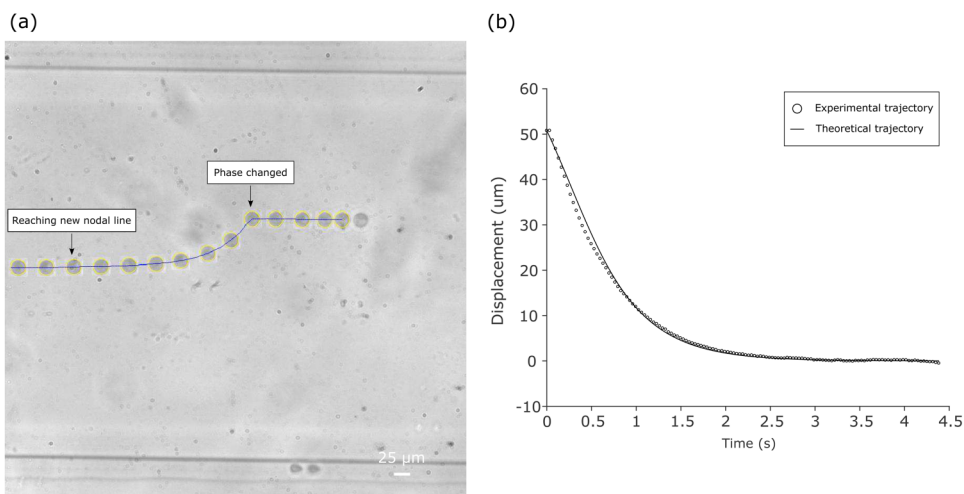 (a)
Phase changed
Reaching new nodal line
25 µm
(b)
60
50
40
30
20
10
0
-10
Displacement (um)
0 0.5 1 1.5 2 2.5 3 3.5 4 4.5
Time (s)
Experimental trajectory
Theoretical trajectory